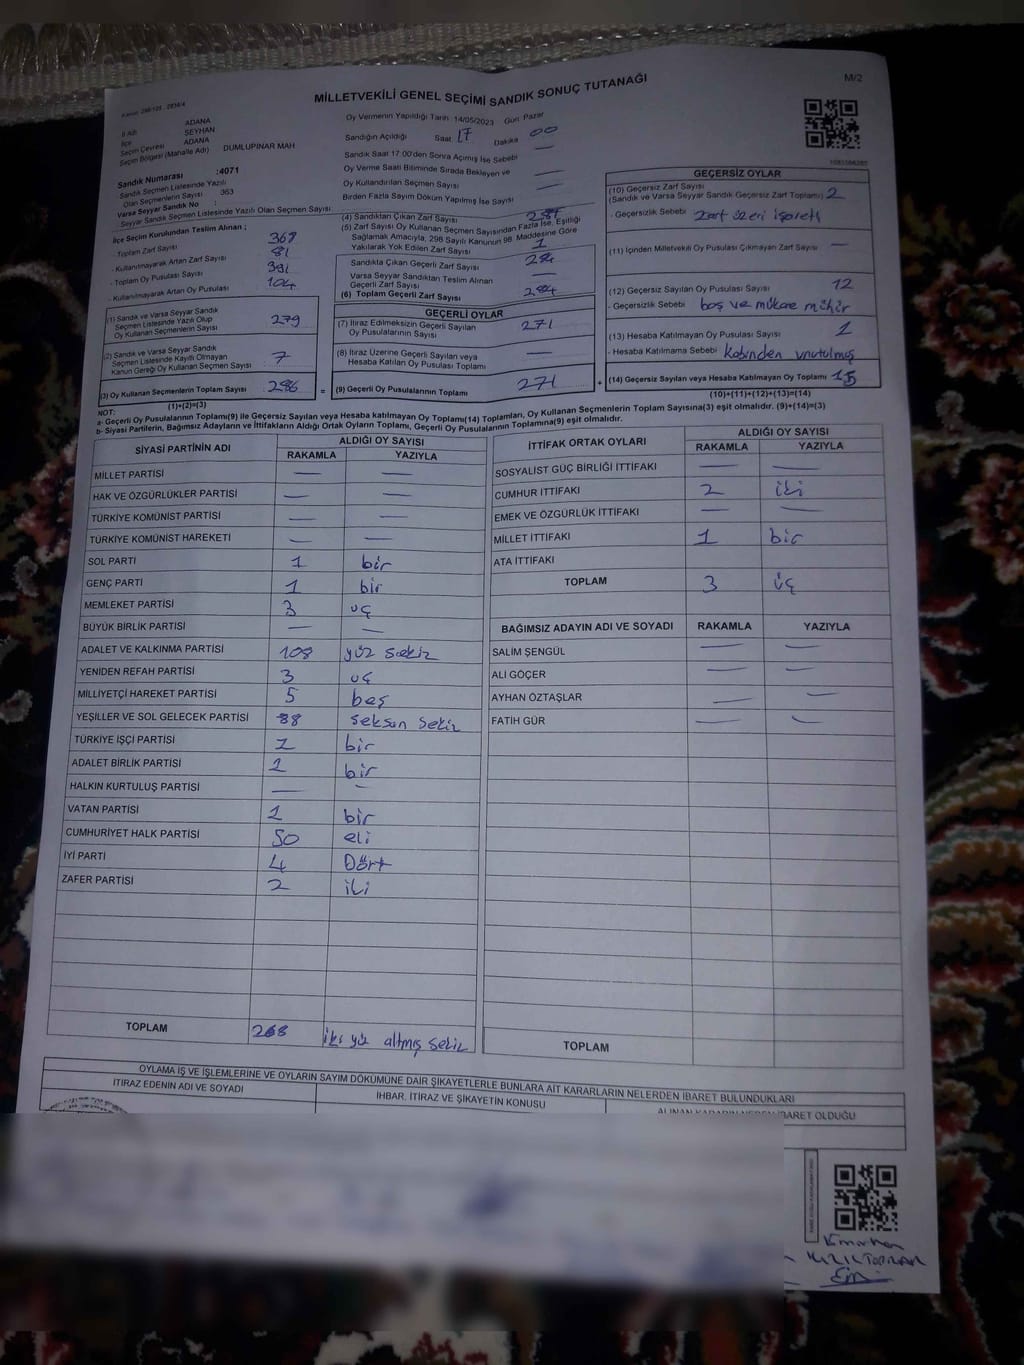 M/2
MİLLETVEKİLİ GENEL SEÇİMİ SANDIK SONUÇ TUTANAĞI
İl Adı ADANA
İlçe SEYHAN
Seçim Çevresi ADANA
Seçim Bölgesi (Mahalle Adı) DUMLUPINAR MAH
Sandık Numarası :4071
Sandık Seçmen Listesinde Yazılı
Olan Seçmenlerin Sayısı : 363
Varsa Seyyar Sandık No :
Seyyar Sandık Seçmen Listesinde Yazılı Olan Seçmen Sayısı :
Oy Vermenin Yapıldığı Tarih 14/05/2023 Gün Pazar
Sandığın Açıldığı Saat 17 Dakika 00
Sandık Saat 17:00'den Sonra Açılmış İse Sebebi —
Oy Verme Saati Bitiminde Sırada Bekleyen ve
Oy Kullandırılan Seçmen Sayısı —
Birden Fazla Sayım Döküm Yapılmış İse Sayısı —
İlçe Seçim Kurulundan Teslim Alınan ;
Toplam Zarf Sayısı 368
- Kullanılmayarak Artan Zarf Sayısı 81
- Toplam Oy Pusulası Sayısı 391
- Kullanılmayarak Artan Oy Pusulası 104
(1) Sandık ve Varsa Seyyar Sandık
Seçmen Listesinde Yazılı Olup
Oy Kullanan Seçmenlerin Sayısı 279
(2) Sandık ve Varsa Seyyar Sandık
Seçmen Listesinde Kayıtlı Olmayan
Kanun Gereği Oy Kullanan Seçmen Sayısı 7
(3) Oy Kullanan Seçmenlerin Toplam Sayısı 286 =
(1)+(2)=(3)
(4) Sandıktan Çıkan Zarf Sayısı
(5) Zarf Sayısı Oy Kullanan Seçmen Sayısından Fazla İse, Eşitliği
Sağlamak Amacıyla, 298 Sayılı Kanunun 98. Maddesine Göre
Yakılarak Yok Edilen Zarf Sayısı 1
Sandıkta Çıkan Geçerli Zarf Sayısı 284
Varsa Seyyar Sandıktan Teslim Alınan
Geçerli Zarf Sayısı —
(6) Toplam Geçerli Zarf Sayısı 284
GEÇERLİ OYLAR
(7) İtiraz Edilmeksizin Geçerli Sayılan
Oy Pusulalarının Sayısı 271
(8) İtiraz Üzerine Geçerli Sayılan veya
Hesaba Katılan Oy Pusulası Toplamı —
(9) Geçerli Oy Pusulalarının Toplamı 271 +
GEÇERSİZ OYLAR
(10) Geçersiz Zarf Sayısı
(Sandık ve Varsa Seyyar Sandık Geçersiz Zarf Toplamı) 2
- Geçersizlik Sebebi Zarf üzeri işaretli
(11) İçinden Milletvekili Oy Pusulası Çıkmayan Zarf Sayısı —
(12) Geçersiz Sayılan Oy Pusulası Sayısı 12
- Geçersizlik Sebebi boş ve mükae mühür
(13) Hesaba Katılmayan Oy Pusulası Sayısı 1
- Hesaba Katılmama Sebebi Kabinden unutulmuş
(14) Geçersiz Sayılan veya Hesaba Katılmayan Oy Toplamı 15
(10)+(11)+(12)+(13)=(14)
NOT:
a- Geçerli Oy Pusulalarının Toplamı(9) ile Geçersiz Sayılan veya Hesaba katılmayan Oy Toplamı(14) Toplamları, Oy Kullanan Seçmenlerin Toplam Sayısına(3) eşit olmalıdır. (9)+(14)=(3)
b- Siyasi Partilerin, Bağımsız Adayların ve İttifakların Aldığı Ortak Oyların Toplamı, Geçerli Oy Pusulalarının Toplamına(9) eşit olmalıdır.
SİYASİ PARTİNİN ADI ALDIĞI OY SAYISI
RAKAMLA YAZIYLA
MİLLET PARTİSİ — —
HAK VE ÖZGÜRLÜKLER PARTİSİ — —
TÜRKİYE KOMÜNİST PARTİSİ — —
TÜRKİYE KOMÜNİST HAREKETİ — —
SOL PARTİ 1 bir
GENÇ PARTİ 1 bir
MEMLEKET PARTİSİ 3 uç
BÜYÜK BİRLİK PARTİSİ — —
ADALET VE KALKINMA PARTİSİ 108 yüz sekiz
YENİDEN REFAH PARTİSİ 3 uç
MİLLİYETÇİ HAREKET PARTİSİ 5 beş
YEŞİLLER VE SOL GELECEK PARTİSİ 88 seksan sekiz
TÜRKİYE İŞÇİ PARTİSİ 1 bir
ADALET BİRLİK PARTİSİ 1 bir
HALKIN KURTULUŞ PARTİSİ — —
VATAN PARTİSİ 1 bir
CUMHURİYET HALK PARTİSİ 50 eli
İYİ PARTİ 4 Dört
ZAFER PARTİSİ 2 iki
TOPLAM 268 iki yüz altmış sekiz
İTTİFAK ORTAK OYLARI ALDIĞI OY SAYISI
RAKAMLA YAZIYLA
SOSYALİST GÜÇ BİRLİĞİ İTTİFAKI — —
CUMHUR İTTİFAKI 2 iki
EMEK VE ÖZGÜRLÜK İTTİFAKI — —
MİLLET İTTİFAKI 1 bir
ATA İTTİFAKI
TOPLAM 3 üç
BAĞIMSIZ ADAYIN ADI VE SOYADI RAKAMLA YAZIYLA
SALİM ŞENGÜL — —
ALİ GÖÇER — —
AYHAN ÖZTAŞLAR — —
FATİH GÜR — —
TOPLAM
OYLAMA İŞ VE İŞLEMLERİNE VE OYLARIN SAYIM DÖKÜMÜNE DAİR ŞİKAYETLERLE BUNLARA AİT KARARLARIN NELERDEN İBARET BULUNDUKLARI
İTİRAZ EDENİN ADI VE SOYADI
İHBAR, İTİRAZ VE ŞİKAYETİN KONUSU
ALINAN KARARIN NEDEN İBARET OLDUĞU
KIZILTOPRAK